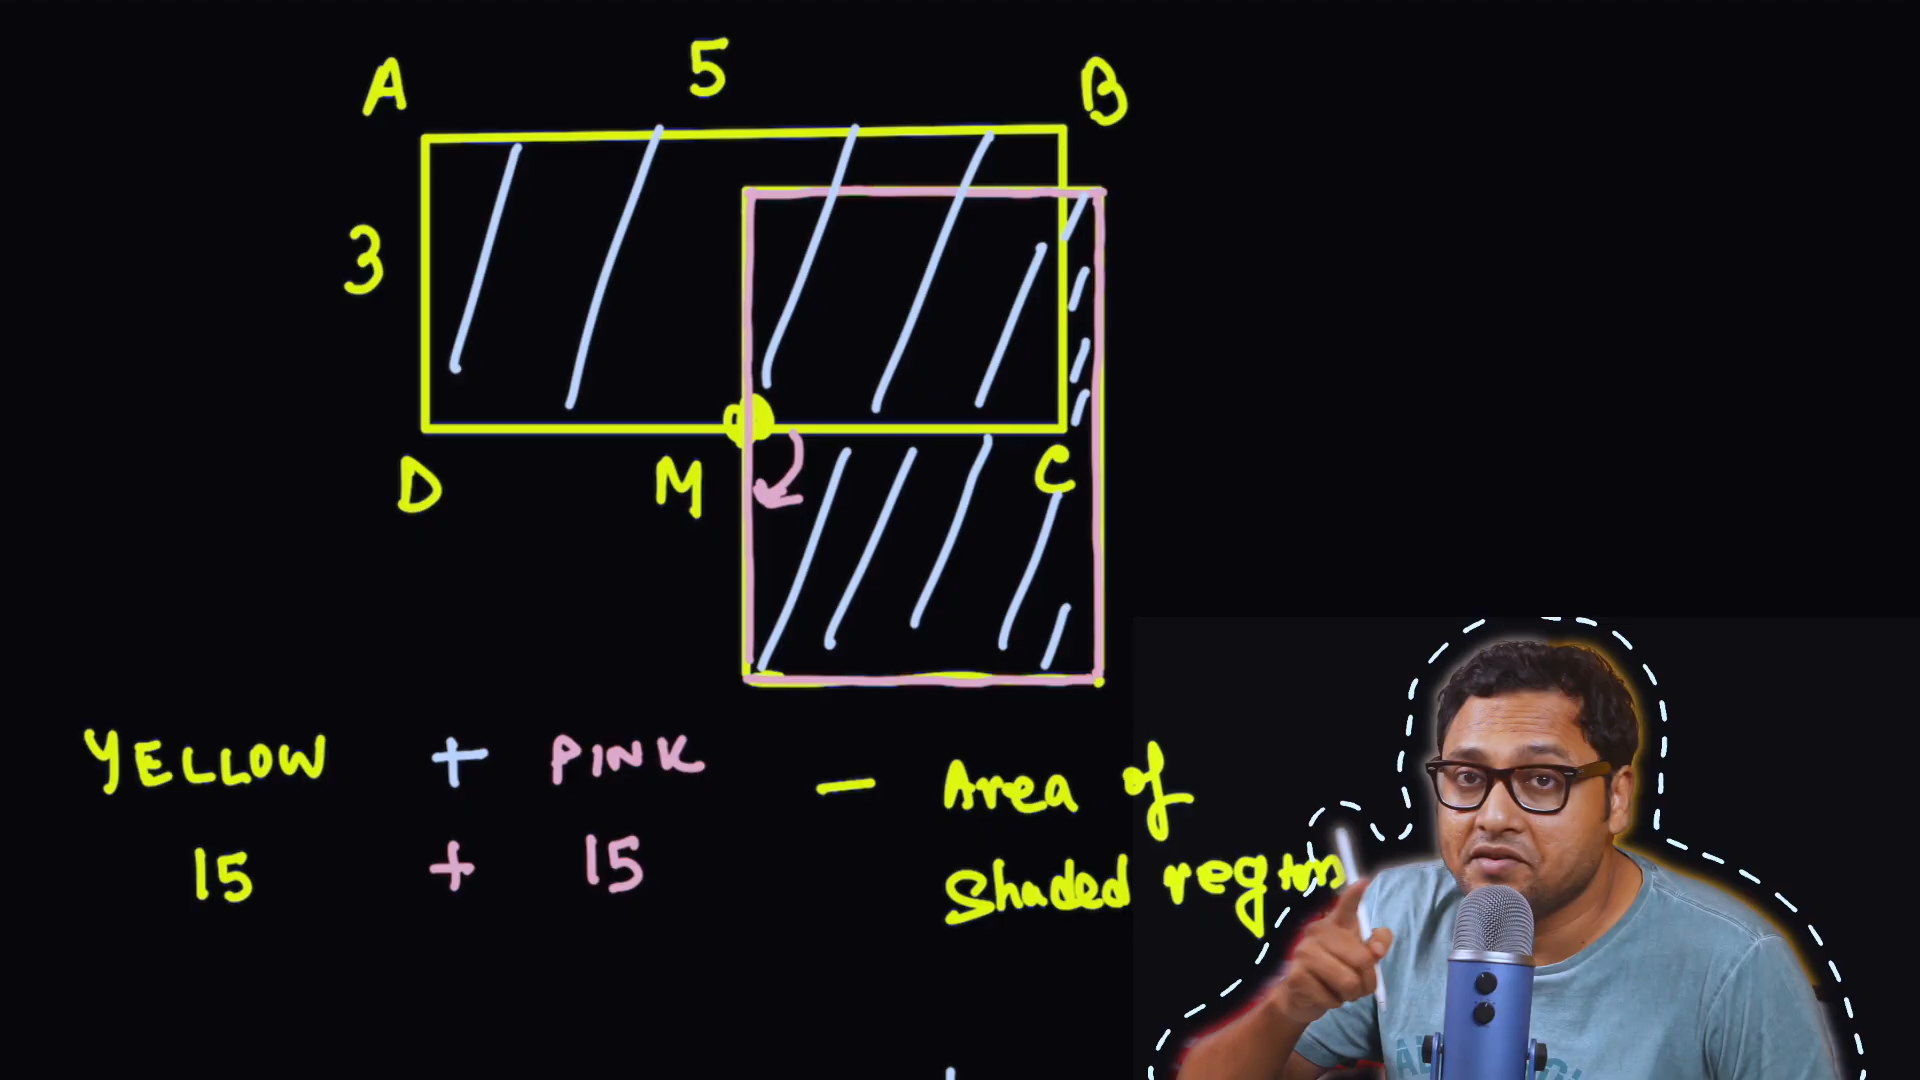 A 5 B
3
D M C
YELLOW + PINK - Area of
15 + 15 Shaded region